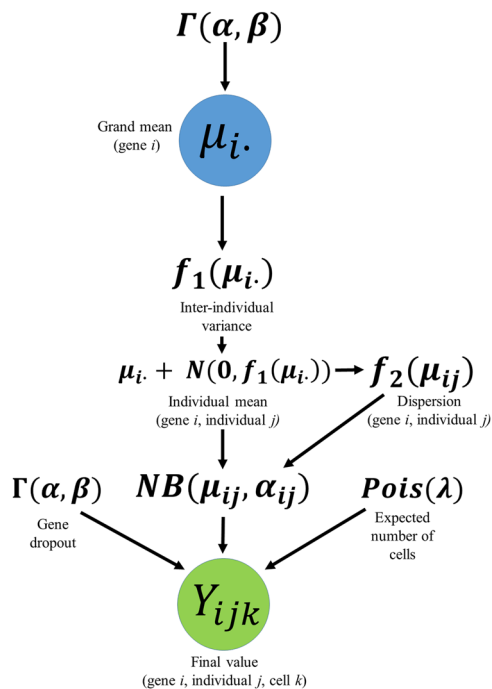 Γ(α, β)
Grand mean
(gene i)
μi.
f1(μi.)
Inter-individual
variance
μi. + N(0, f1(μi.)) f2(μij)
Individual mean
(gene i, individual j)
Dispersion
(gene i, individual j)
Γ(α, β) NB(μij, αij) Pois(λ)
Gene
dropout
Expected
number of
cells
Yijk
Final value
(gene i, individual j, cell k)